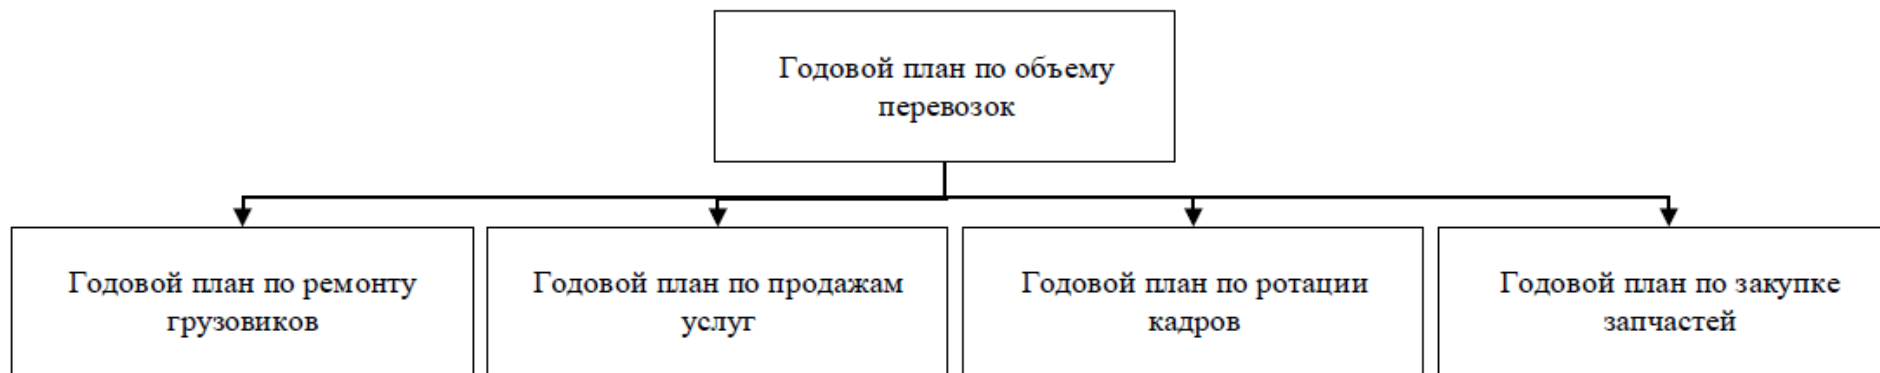 Годовой план по объему
перевозок
Годовой план по ремонту
грузовиков
Годовой план по продажам
услуг
Годовой план по ротации
кадров
Годовой план по закупке
запчастей